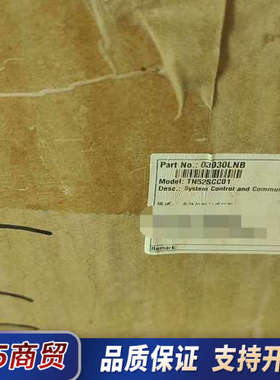 Part No.: 03030LNB
Model: TN52SCC01
Desc.: System Control and Commu
Remark:
5商贸
品质保证 支持开